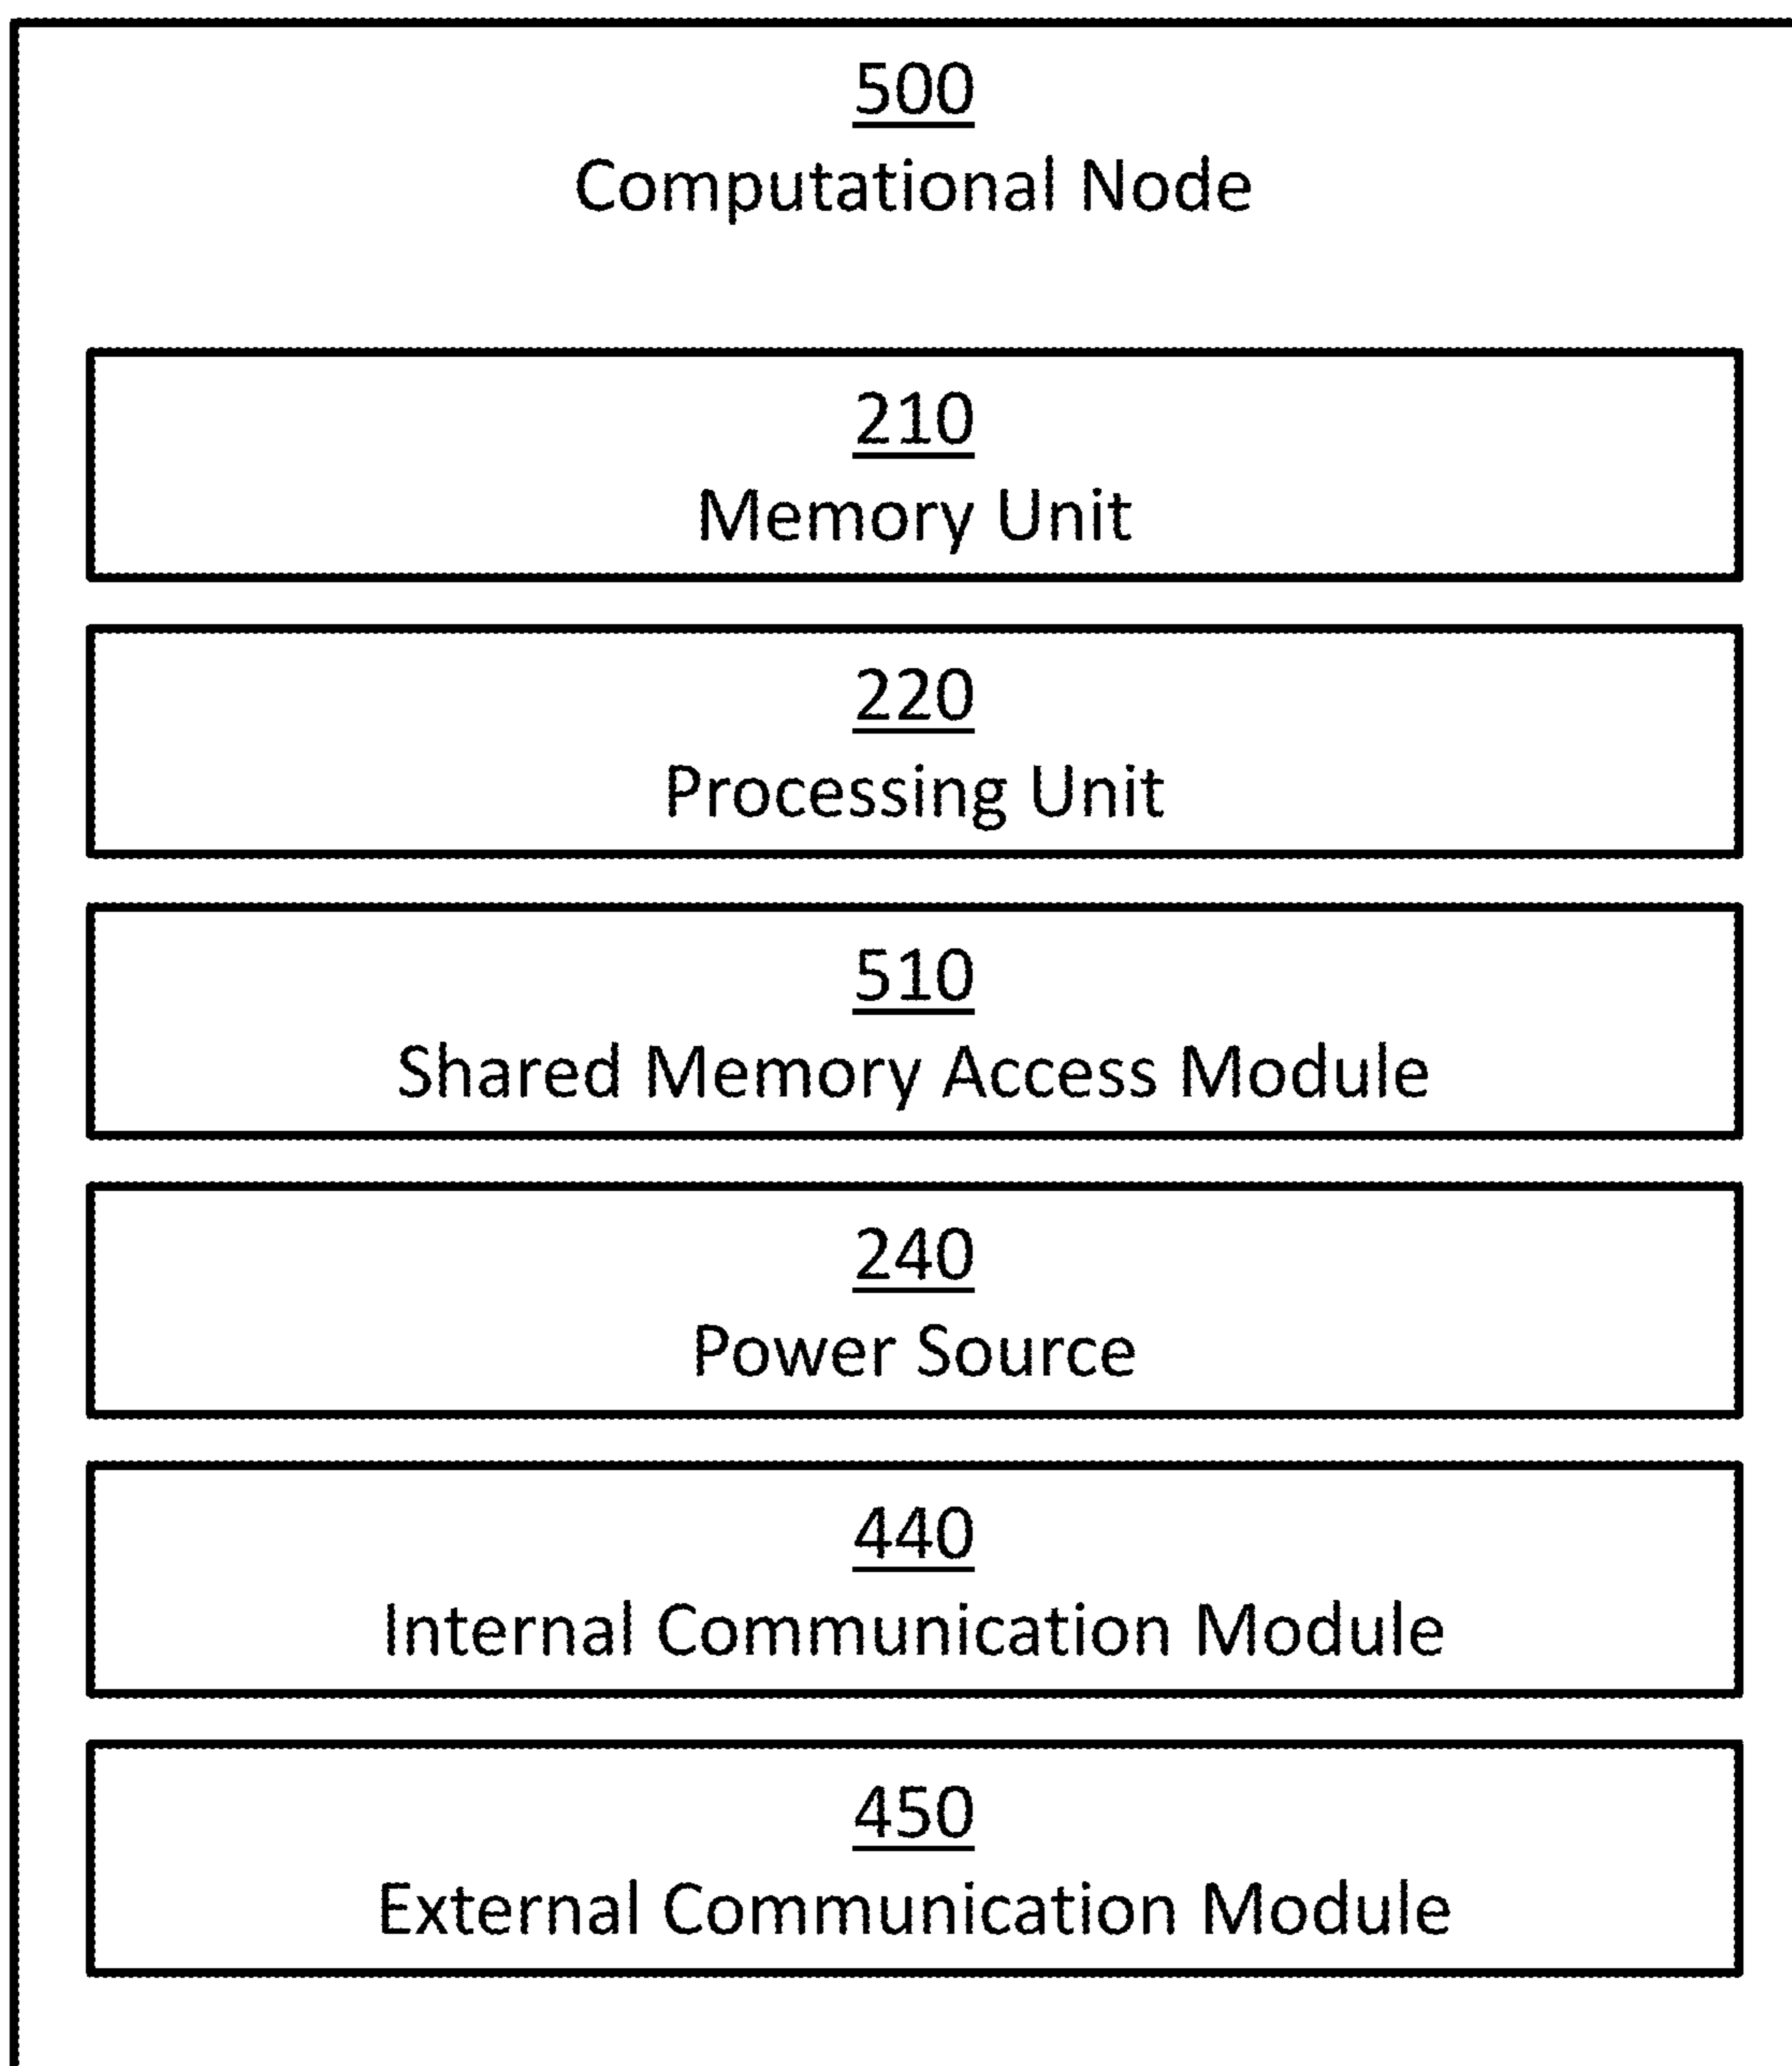 500
Computational Node
210
Memory Unit
220
Processing Unit
510
Shared Memory Access Module
240
Power Source
440
Internal Communication Module
450
External Communication Module